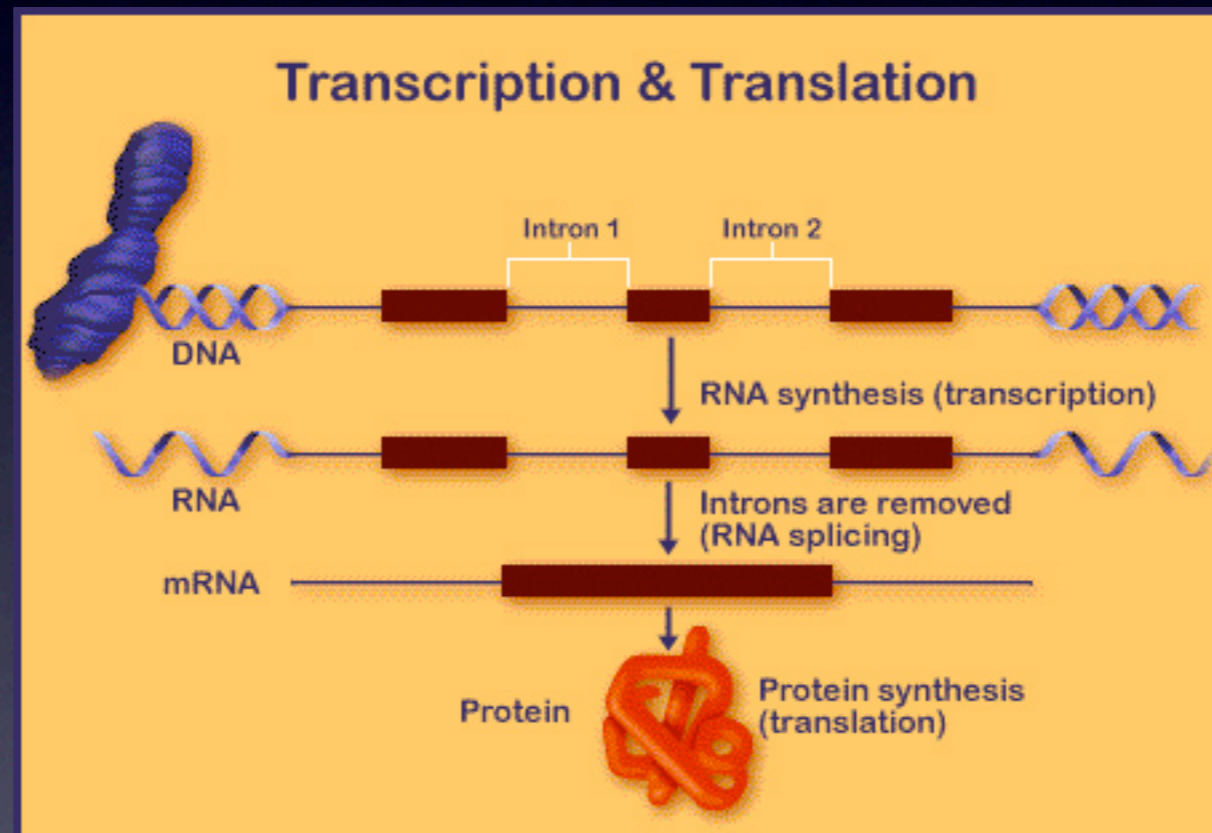 Transcription & Translation
Intron 1
Intron 2
DNA
RNA synthesis (transcription)
RNA
Introns are removed
(RNA splicing)
mRNA
Protein
Protein synthesis
(translation)